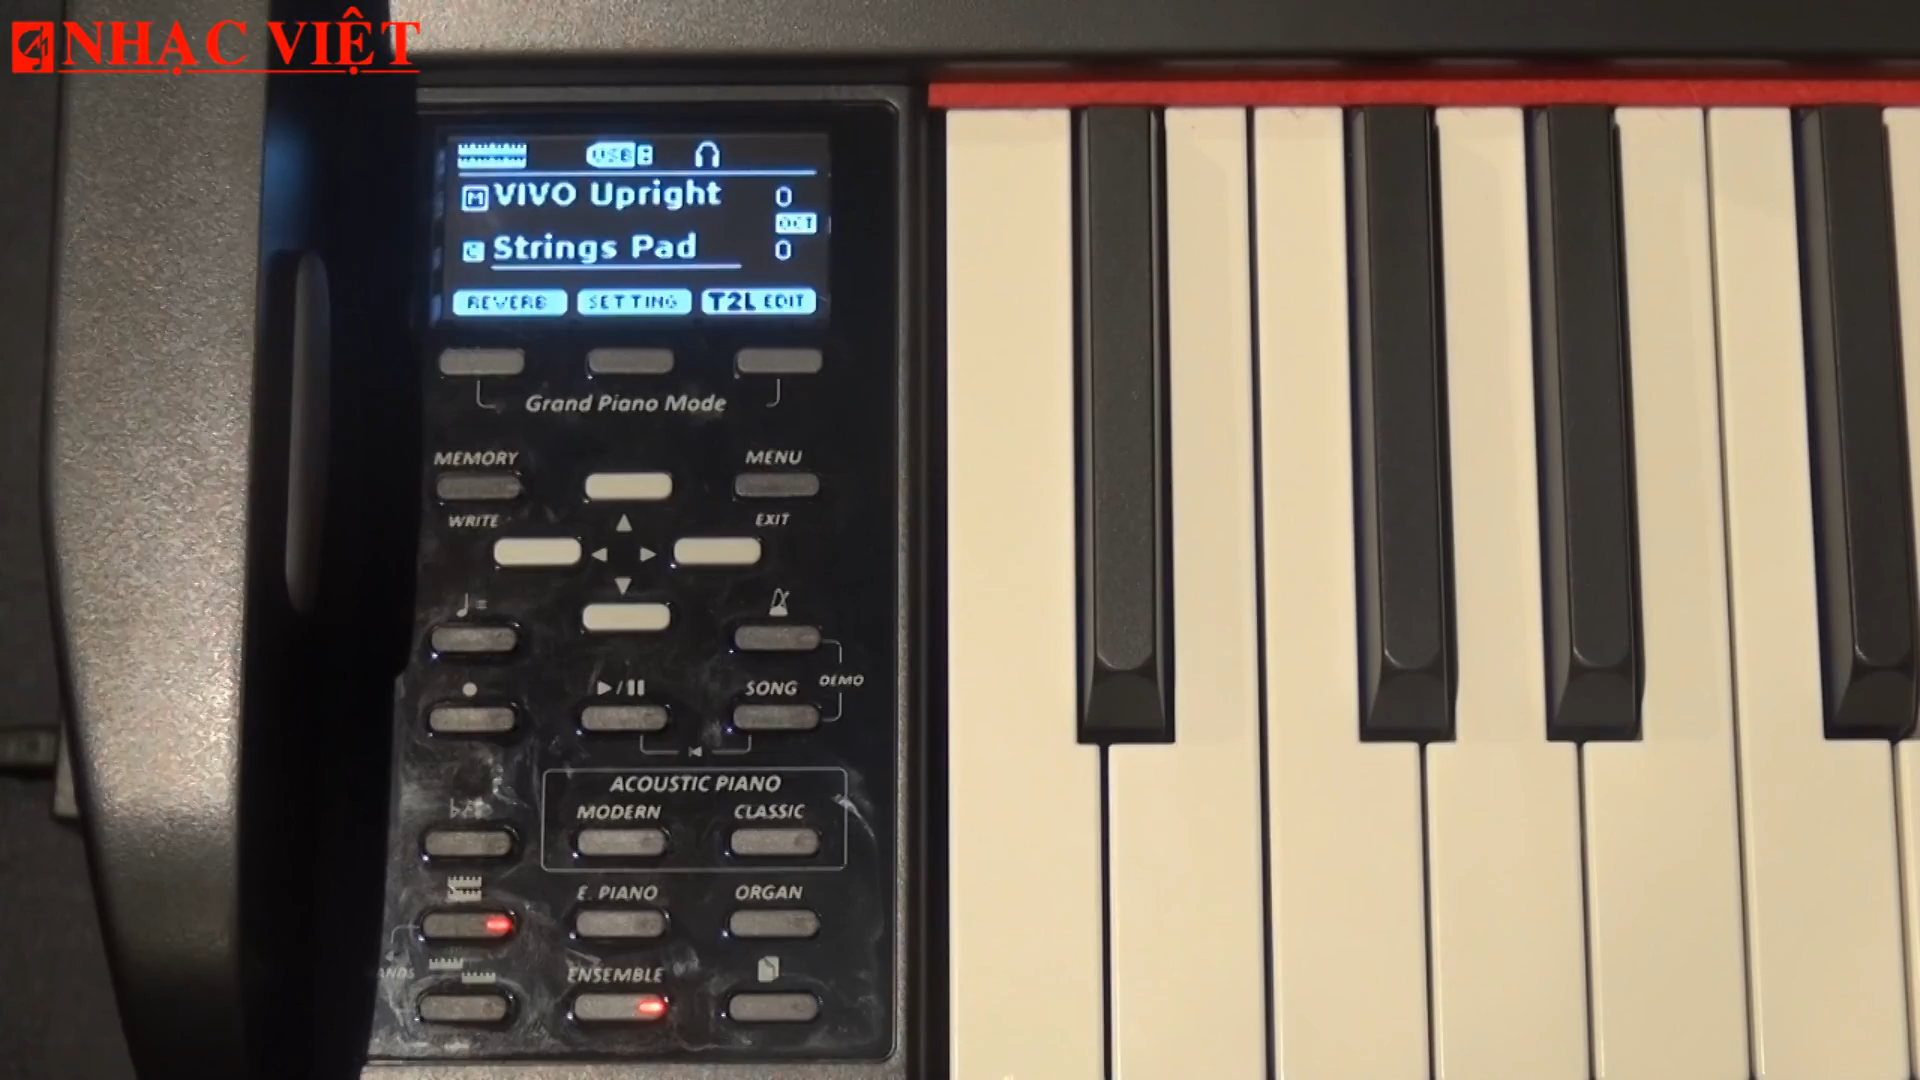 NHẠC VIỆT
USB
M VIVO Upright 0
OCT
C Strings Pad 0
REVERB SETTING T2L EDIT
Grand Piano Mode
MEMORY MENU
WRITE EXIT
SONG DEMO
ACOUSTIC PIANO
MODERN CLASSIC
E. PIANO ORGAN
ENSEMBLE